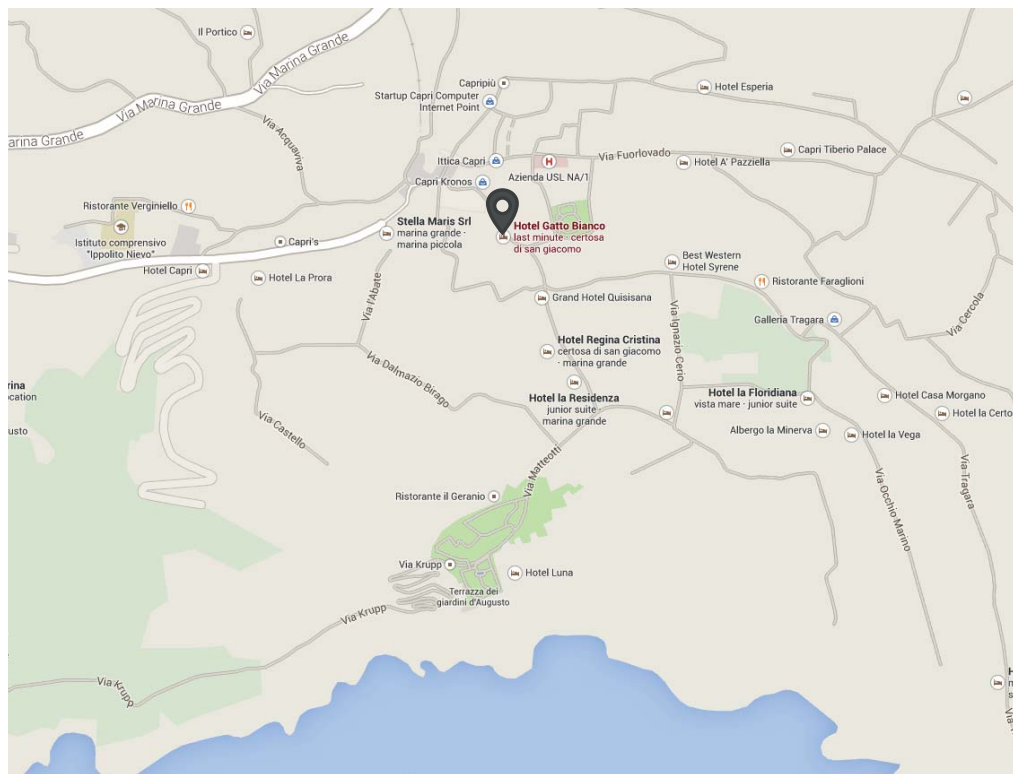 Il Portico
Via Marina Grande
Via Marina Grande
arina Grande
Via Acquaviva
Capripiù
Startup Capri Computer
Internet Point
Hotel Esperia
Ittica Capri
Azienda USL NA/1
Via Fuorlovado
Hotel A' Pazziella
Capri Tiberio Palace
Capri Kronos
Ristorante Verginiello
Istituto comprensivo
"Ippolito Nievo"
Capri's
Stella Maris Srl
marina grande ·
marina piccola
Hotel Gatto Bianco
last minute · certosa
di san giacomo
Hotel Capri
Hotel La Prora
Via l'Abate
Best Western
Hotel Syrene
Ristorante Faraglioni
Grand Hotel Quisisana
Via Ignazio Cerio
Galleria Tragara
Via Cercola
Hotel Regina Cristina
certosa di san giacomo
· marina grande
Via Dalmazio Birago
rina
ocation
usto
Hotel la Residenza
junior suite
marina grande
Hotel la Floridiana
vista mare · junior suite
Hotel Casa Morgano
Hotel la Certo
Albergo la Minerva
Hotel la Vega
Via Castello
Via Matteotti
Via Occhio Marino
Via Tragara
Ristorante il Geranio
Via Krupp
Hotel Luna
Terrazza dei
giardini d'Augusto
Via Krupp
Via Krupp
H
m
s